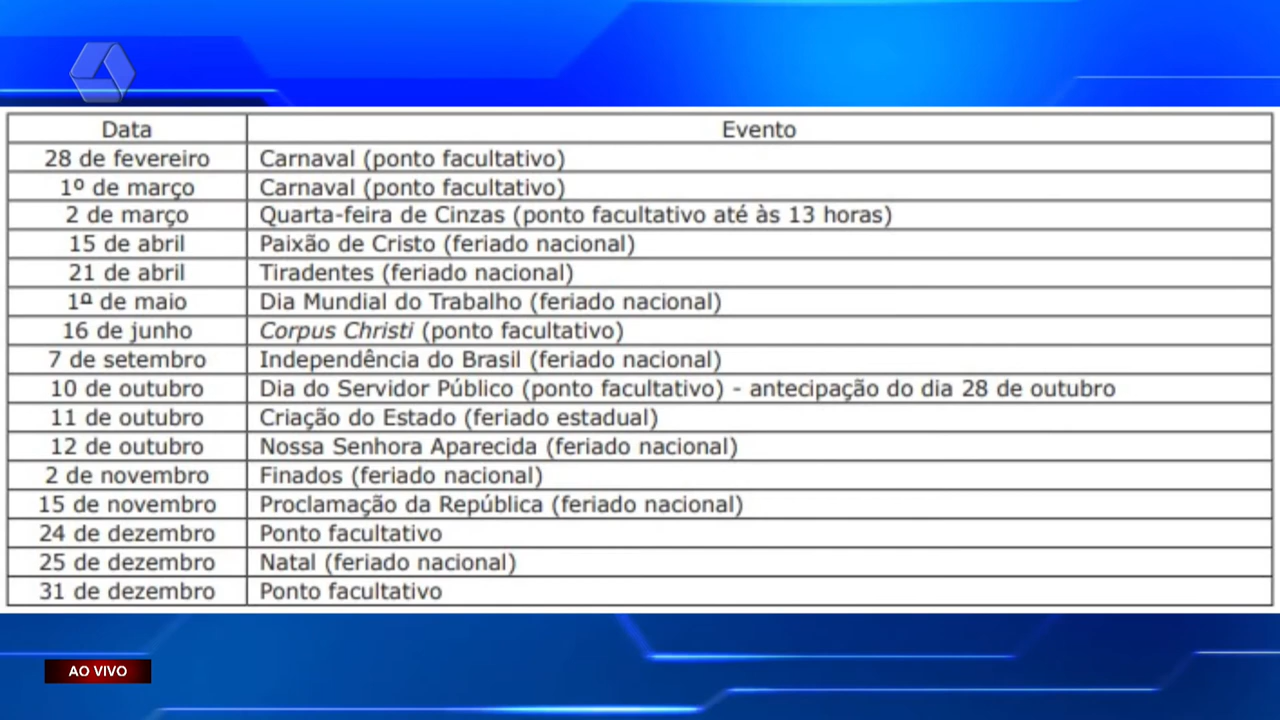 Data Evento
28 de fevereiro Carnaval (ponto facultativo)
1º de março Carnaval (ponto facultativo)
2 de março Quarta-feira de Cinzas (ponto facultativo até às 13 horas)
15 de abril Paixão de Cristo (feriado nacional)
21 de abril Tiradentes (feriado nacional)
1º de maio Dia Mundial do Trabalho (feriado nacional)
16 de junho Corpus Christi (ponto facultativo)
7 de setembro Independência do Brasil (feriado nacional)
10 de outubro Dia do Servidor Público (ponto facultativo) - antecipação do dia 28 de outubro
11 de outubro Criação do Estado (feriado estadual)
12 de outubro Nossa Senhora Aparecida (feriado nacional)
2 de novembro Finados (feriado nacional)
15 de novembro Proclamação da República (feriado nacional)
24 de dezembro Ponto facultativo
25 de dezembro Natal (feriado nacional)
31 de dezembro Ponto facultativo
AO VIVO